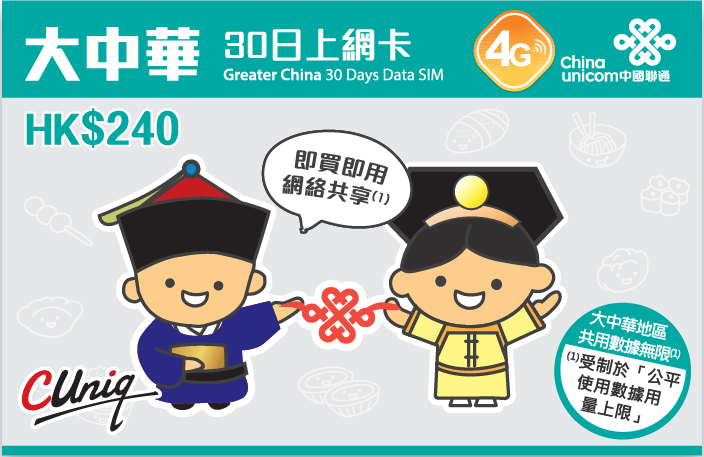 大中華
30日上網卡
Greater China 30 Days Data SIM
4G
China
unicom中國聯通
HK$240
即買即用
網絡共享(1)
CUniq
大中華地區
共用數據無限(1)
(1)受制於「公平
使用數據用
量上限」